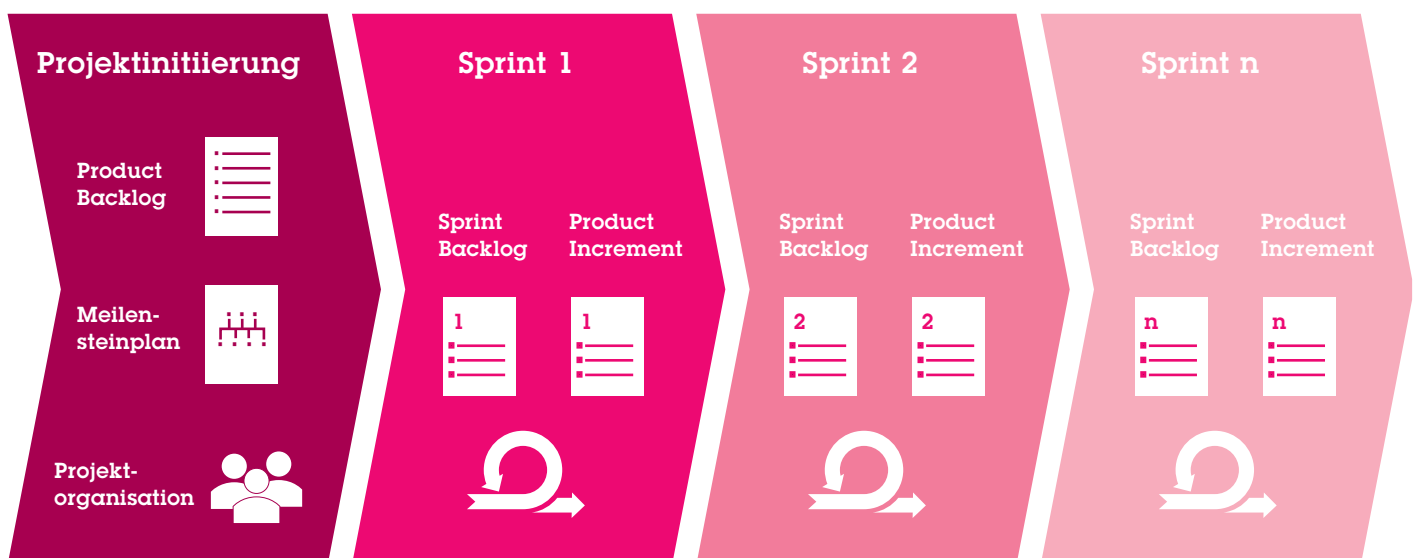 Projektinitiierung
Product
Backlog
Meilen-
steinplan
Projekt-
organisation
Sprint 1
Sprint
Backlog
Product
Increment
1
1
Sprint 2
Sprint
Backlog
Product
Increment
2
2
Sprint n
Sprint
Backlog
Product
Increment
n
n